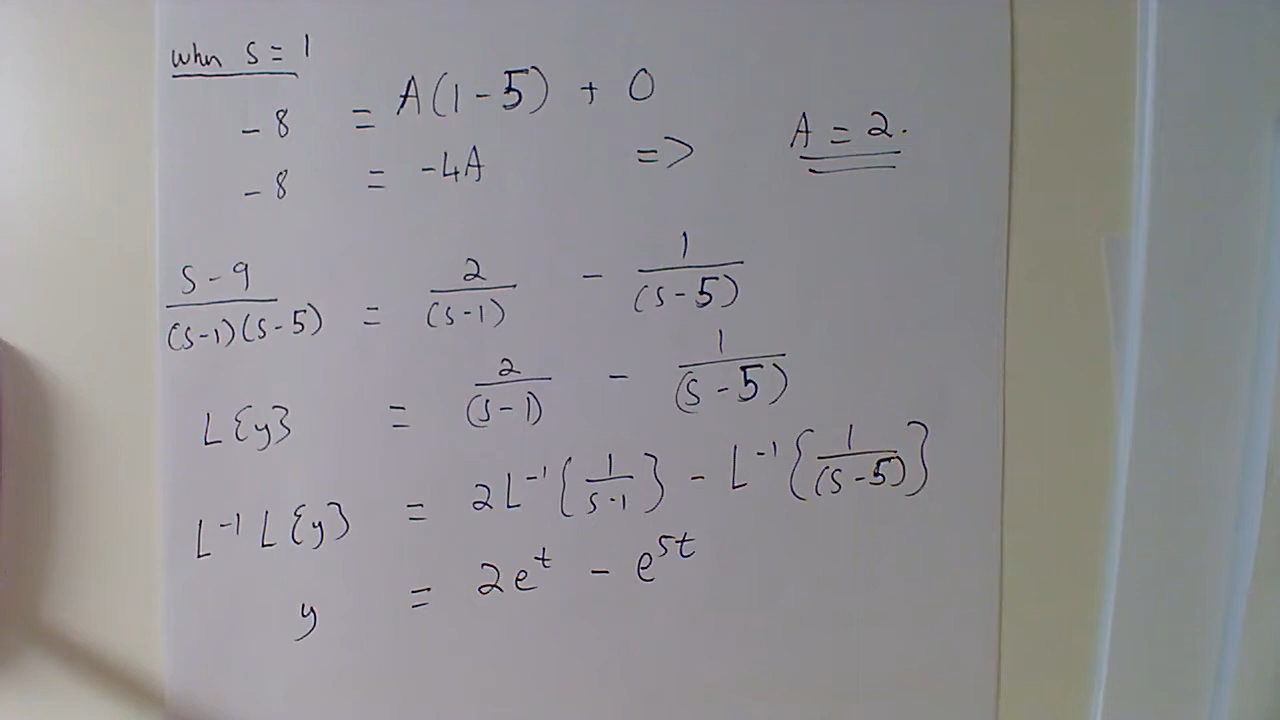 when s = 1
-8 = A(1-5) + 0
-8 = -4A => A = 2.
s-9/(s-1)(s-5) = 2/(s-1) - 1/(s-5)
L{y} = 2/(s-1) - 1/(s-5)
L⁻¹ L{y} = 2L⁻¹{1/s-1} - L⁻¹{1/(s-5)}
y = 2eᵗ - e⁵ᵗ